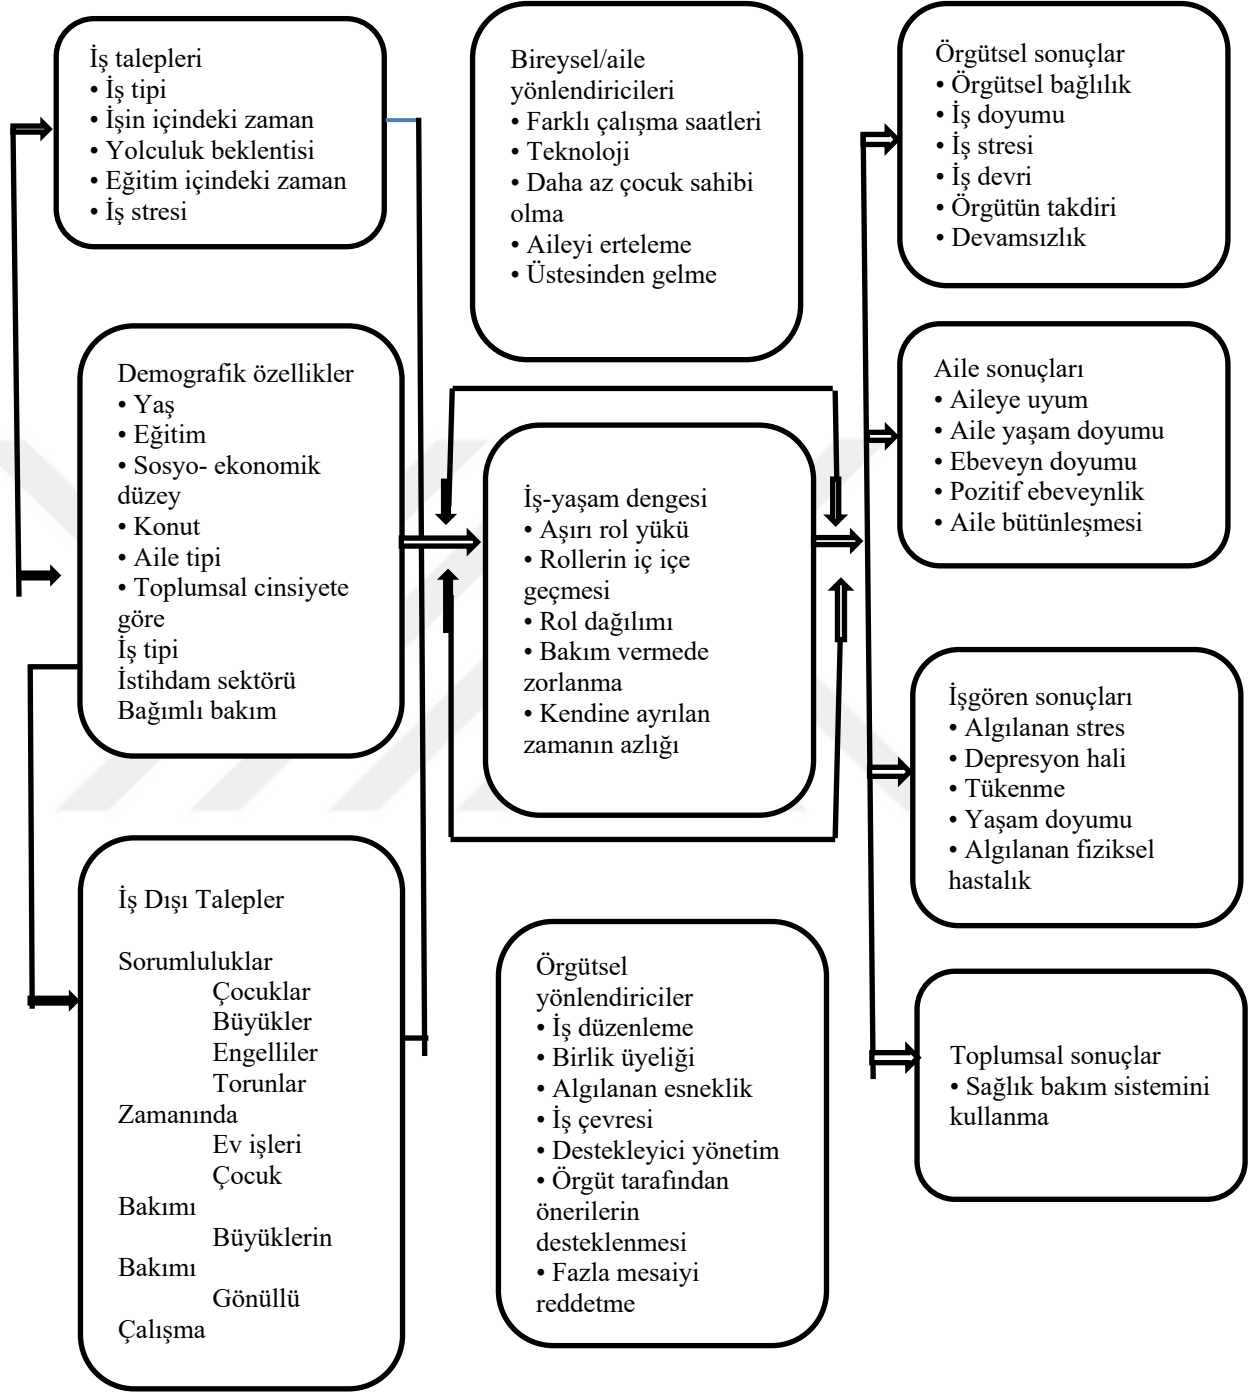 İş talepleri
• İş tipi
• İşin içindeki zaman
• Yolculuk beklentisi
• Eğitim içindeki zaman
• İş stresi
Demografik özellikler
• Yaş
• Eğitim
• Sosyo- ekonomik
düzey
• Konut
• Aile tipi
• Toplumsal cinsiyete
göre
İş tipi
İstihdam sektörü
Bağımlı bakım
İş Dışı Talepler
Sorumluluklar
Çocuklar
Büyükler
Engelliler
Torunlar
Zamanında
Ev işleri
Çocuk
Bakımı
Büyüklerin
Bakımı
Gönüllü
Çalışma
Bireysel/aile
yönlendiricileri
• Farklı çalışma saatleri
• Teknoloji
• Daha az çocuk sahibi
olma
• Aileyi erteleme
• Üstesinden gelme
İş-yaşam dengesi
• Aşırı rol yükü
• Rollerin iç içe
geçmesi
• Rol dağılımı
• Bakım vermede
zorlanma
• Kendine ayrılan
zamanın azlığı
Örgütsel
yönlendiriciler
• İş düzenleme
• Birlik üyeliği
• Algılanan esneklik
• İş çevresi
• Destekleyici yönetim
• Örgüt tarafından
önerilerin
desteklenmesi
• Fazla mesaiyi
reddetme
Örgütsel sonuçlar
• Örgütsel bağlılık
• İş doyumu
• İş stresi
• İş devri
• Örgütün takdiri
• Devamsızlık
Aile sonuçları
• Aileye uyum
• Aile yaşam doyumu
• Ebeveyn doyumu
• Pozitif ebeveynlik
• Aile bütünleşmesi
İşgören sonuçları
• Algılanan stres
• Depresyon hali
• Tükenme
• Yaşam doyumu
• Algılanan fiziksel
hastalık
Toplumsal sonuçlar
• Sağlık bakım sistemini
kullanma